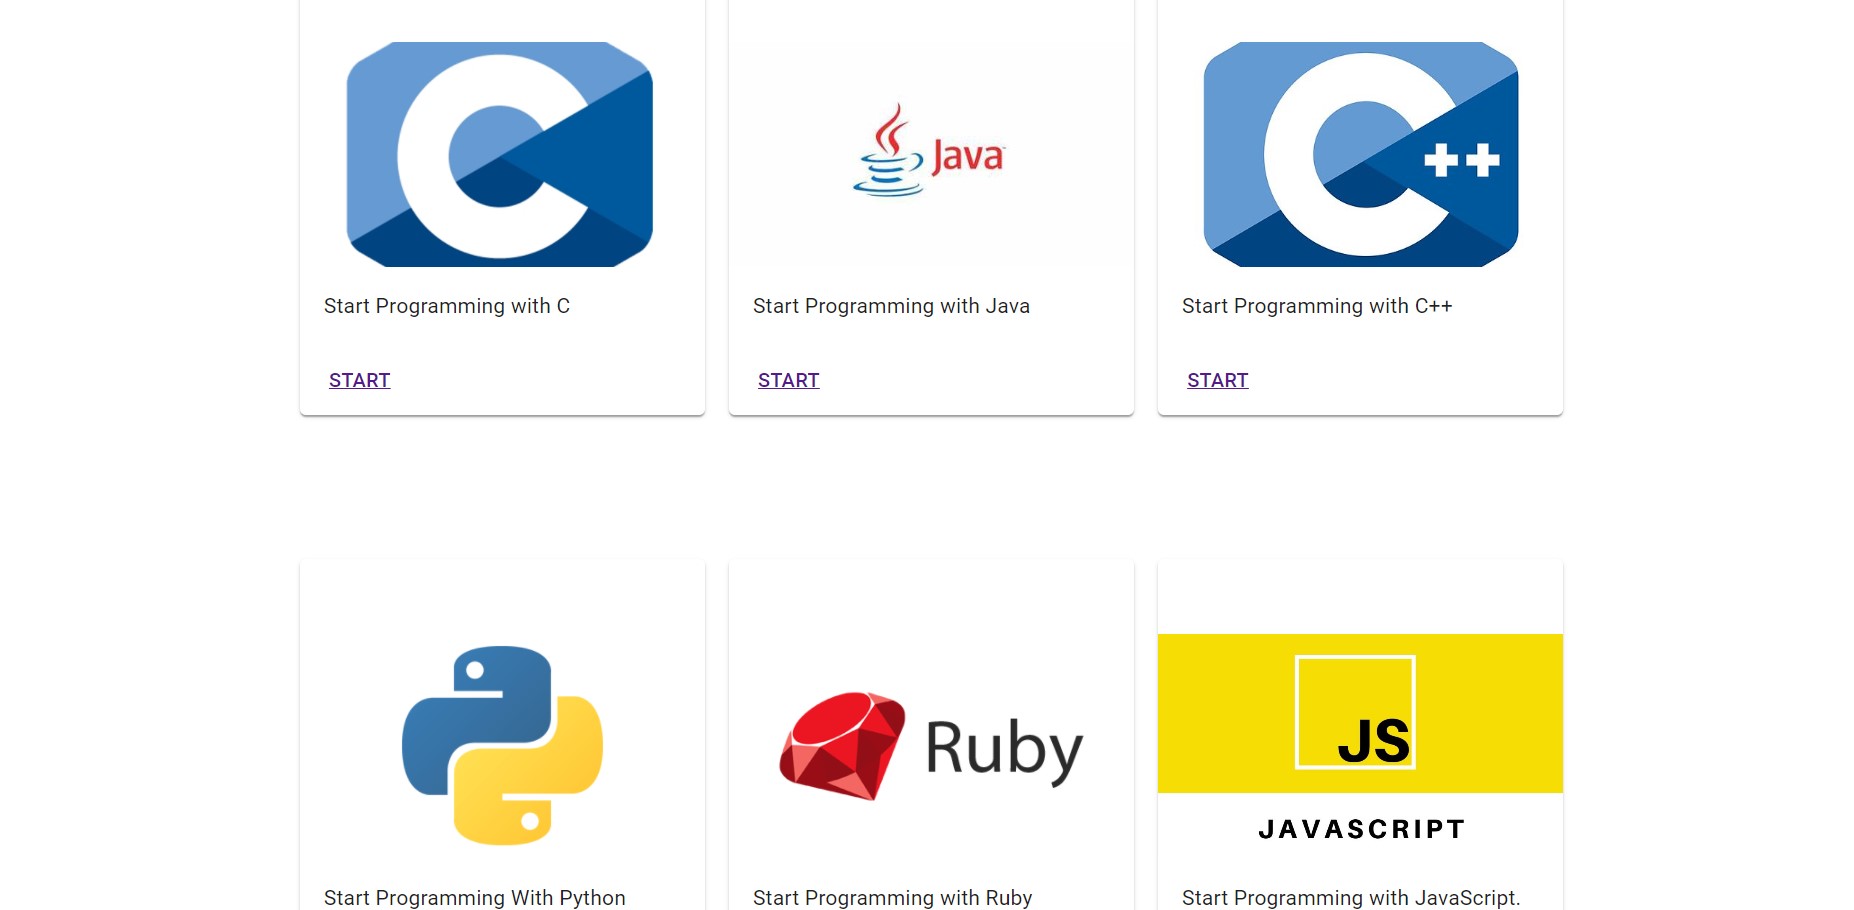 Java
++
Start Programming with C
Start Programming with Java
Start Programming with C++
START
START
START
Ruby
JS
JAVASCRIPT
Start Programming With Python
Start Programming with Ruby
Start Programming with JavaScript.